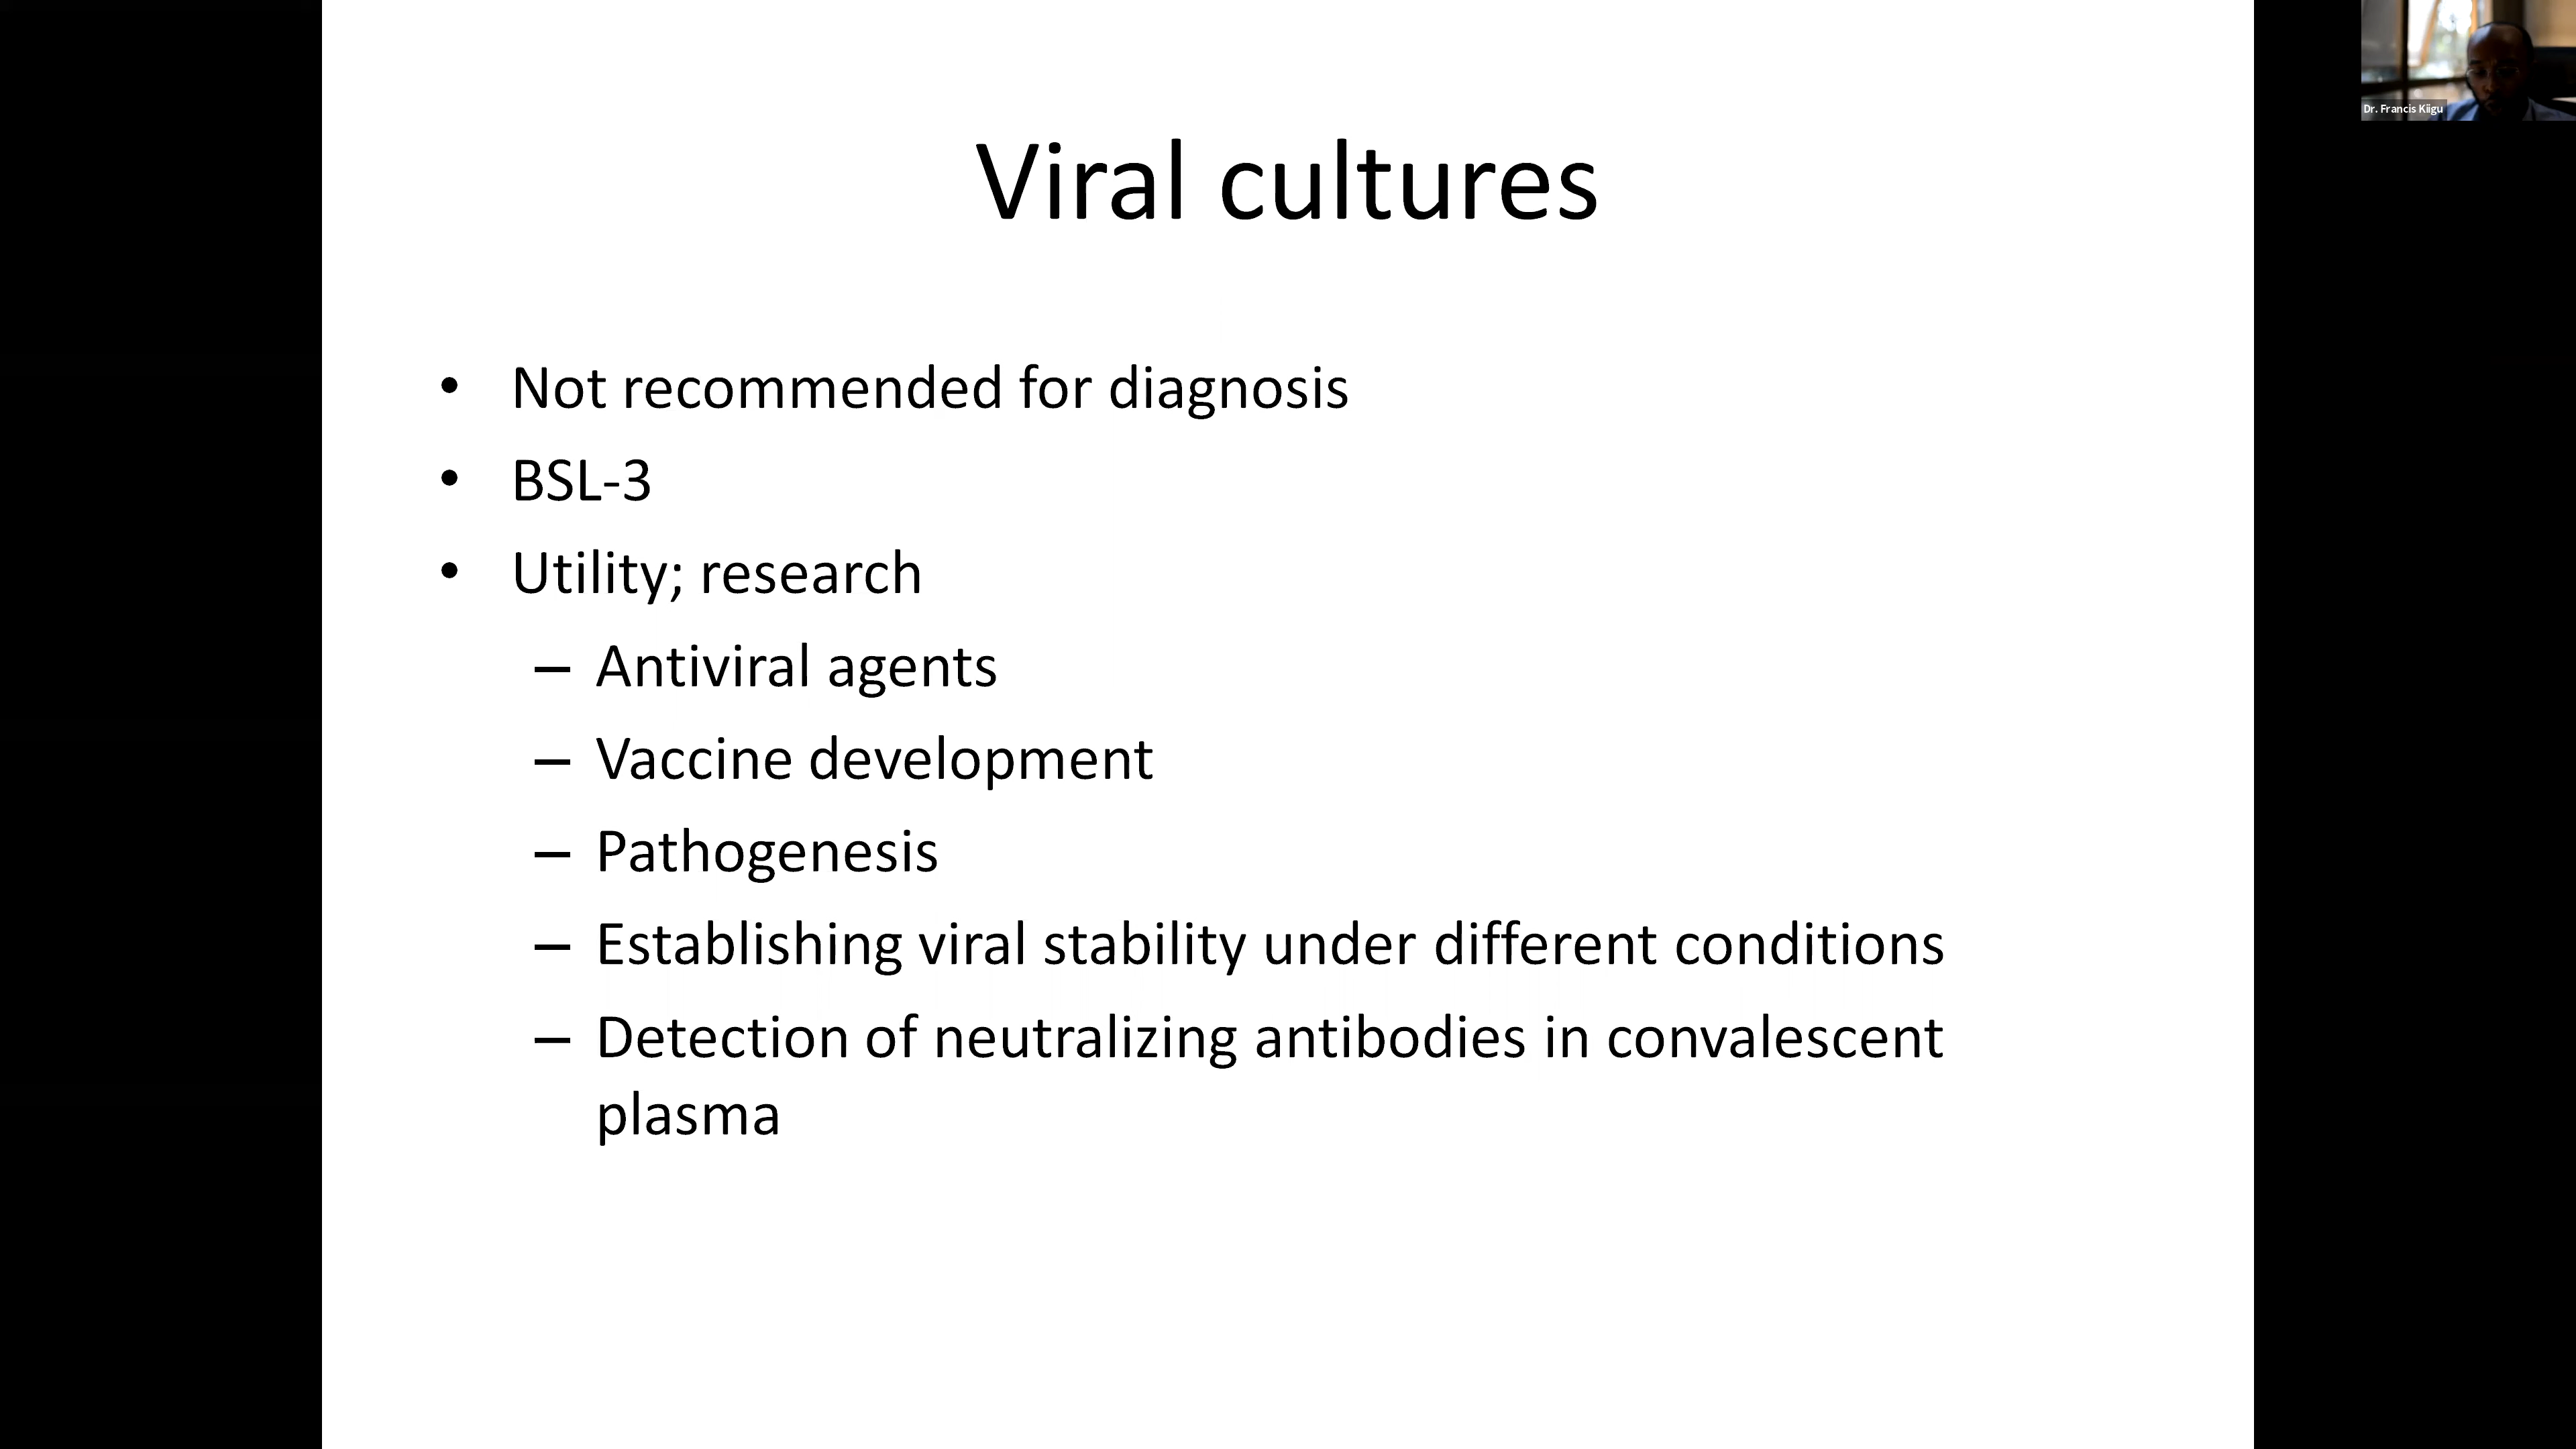 Viral cultures
Dr. Francis Kiigu
• Not recommended for diagnosis
• BSL-3
• Utility; research
– Antiviral agents
– Vaccine development
– Pathogenesis
– Establishing viral stability under different conditions
– Detection of neutralizing antibodies in convalescent
plasma